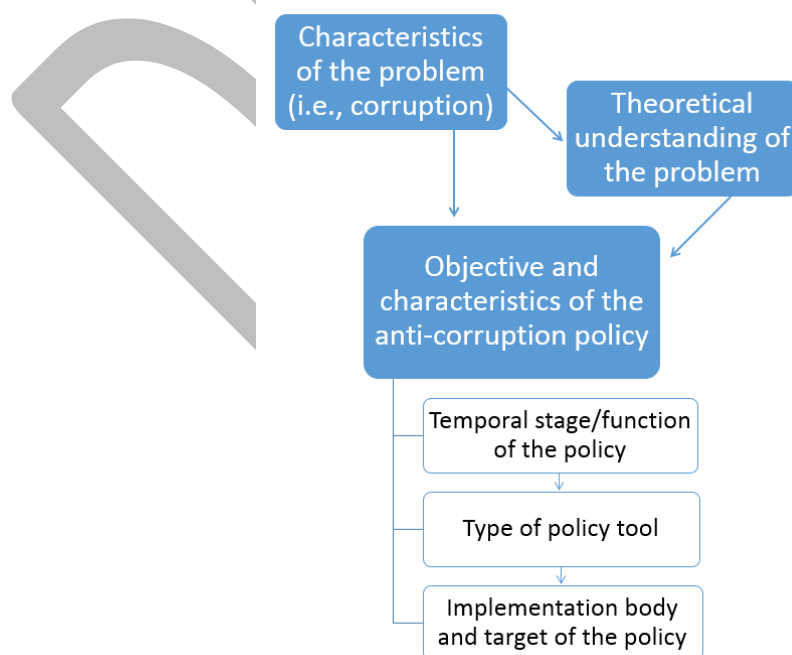 Characteristics
of the problem
(i.e., corruption)
Theoretical
understanding of
the problem
Objective and
characteristics of the
anti-corruption policy
Temporal stage/function
of the policy
Type of policy tool
Implementation body
and target of the policy